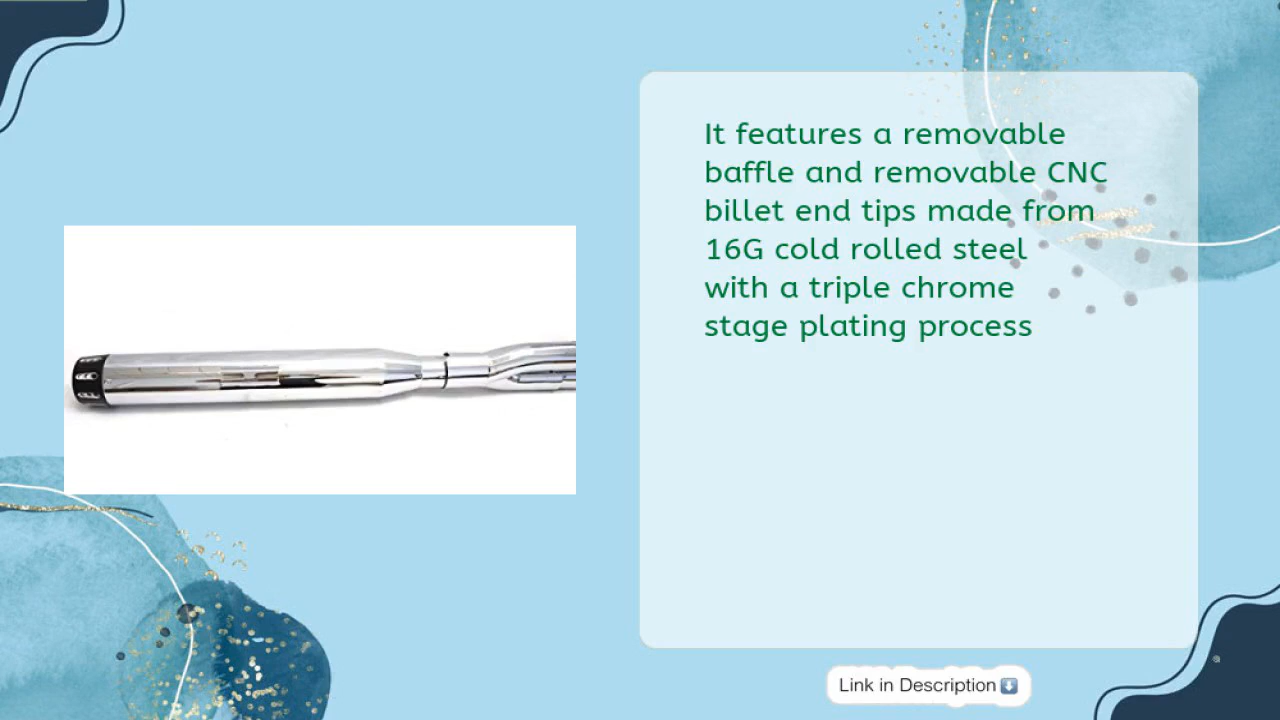 It features a removable
baffle and removable CNC
billet end tips made from
16G cold rolled steel
with a triple chrome
stage plating process
Link in Description ⬇️